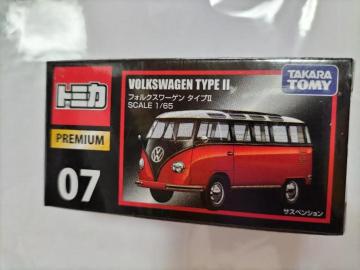 トミカ
PREMIUM
07
VOLKSWAGEN TYPE II
フォルクスワーゲン タイプII
SCALE 1/65
TAKARA
TOMY
サスペンション